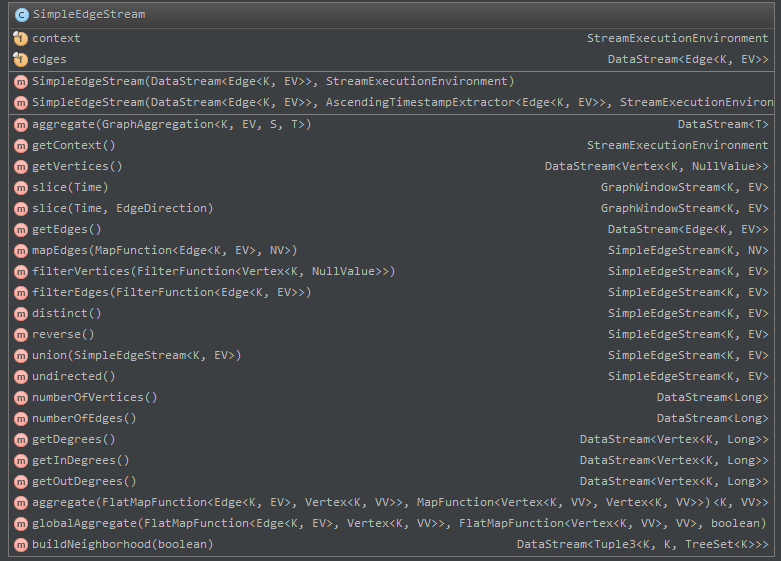 C SimpleEdgeStream
f context StreamExecutionEnvironment
f edges DataStream<Edge<K, EV>>
m SimpleEdgeStream(DataStream<Edge<K, EV>>, StreamExecutionEnvironment)
m SimpleEdgeStream(DataStream<Edge<K, EV>>, AscendingTimestampExtractor<Edge<K, EV>>, StreamExecutionEnviron
m aggregate(GraphAggregation<K, EV, S, T>) DataStream<T>
m getContext() StreamExecutionEnvironment
m getVertices() DataStream<Vertex<K, NullValue>>
m slice(Time) GraphWindowStream<K, EV>
m slice(Time, EdgeDirection) GraphWindowStream<K, EV>
m getEdges() DataStream<Edge<K, EV>>
m mapEdges(MapFunction<Edge<K, EV>, NV>) SimpleEdgeStream<K, NV>
m filterVertices(FilterFunction<Vertex<K, NullValue>>) SimpleEdgeStream<K, EV>
m filterEdges(FilterFunction<Edge<K, EV>>) SimpleEdgeStream<K, EV>
m distinct() SimpleEdgeStream<K, EV>
m reverse() SimpleEdgeStream<K, EV>
m union(SimpleEdgeStream<K, EV>) SimpleEdgeStream<K, EV>
m undirected() SimpleEdgeStream<K, EV>
m numberOfVertices() DataStream<Long>
m numberOfEdges() DataStream<Long>
m getDegrees() DataStream<Vertex<K, Long>>
m getInDegrees() DataStream<Vertex<K, Long>>
m getOutDegrees() DataStream<Vertex<K, Long>>
m aggregate(FlatMapFunction<Edge<K, EV>, Vertex<K, VV>>, MapFunction<Vertex<K, VV>, Vertex<K, VV>>)<K, VV>>
m globalAggregate(FlatMapFunction<Edge<K, EV>, Vertex<K, VV>>, FlatMapFunction<Vertex<K, VV>, VV>, boolean)
m buildNeighborhood(boolean) DataStream<Tuple3<K, K, TreeSet<K>>>